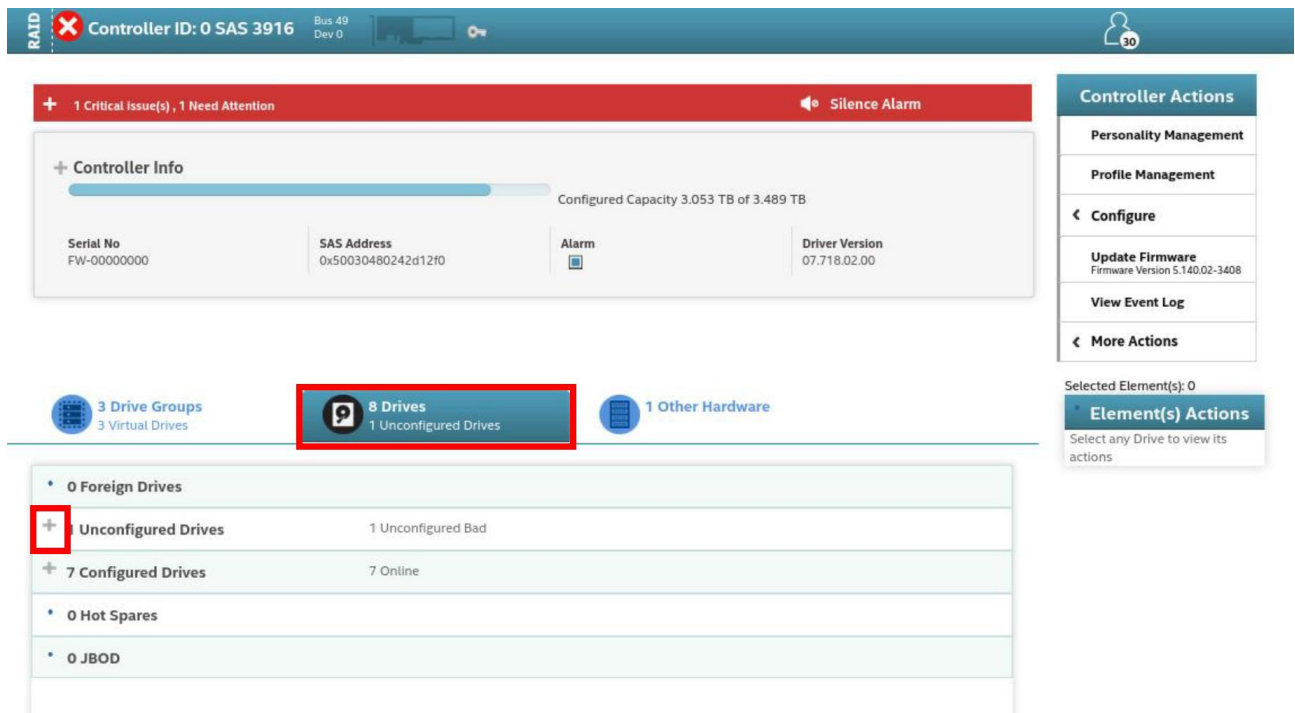 RAID
Controller ID: 0 SAS 3916
Bus 49
Dev 0
30
1 Critical issue(s) , 1 Need Attention
Silence Alarm
Controller Info
Configured Capacity 3.053 TB of 3.489 TB
Serial No
FW-00000000
SAS Address
0x50030480242d12f0
Alarm
Driver Version
07.718.02.00
Controller Actions
Personality Management
Profile Management
Configure
Update Firmware
Firmware Version 5.140.02-3408
View Event Log
More Actions
3 Drive Groups
3 Virtual Drives
8 Drives
1 Unconfigured Drives
1 Other Hardware
Selected Element(s): 0
Element(s) Actions
Select any Drive to view its
actions
0 Foreign Drives
1 Unconfigured Drives 1 Unconfigured Bad
7 Configured Drives 7 Online
0 Hot Spares
0 JBOD